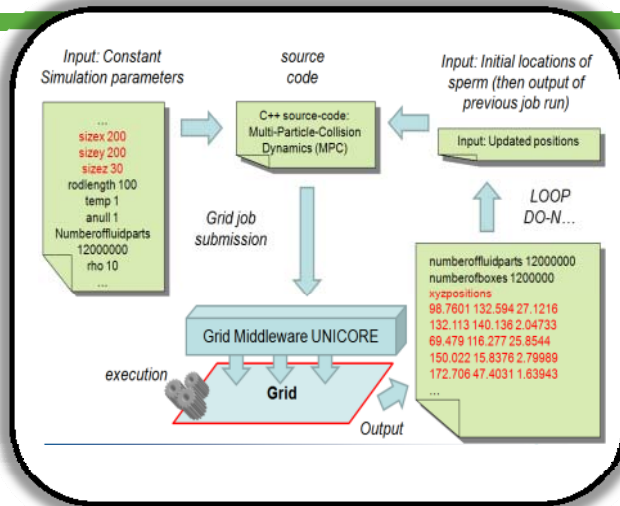 Input: Constant
Simulation parameters
...
sizex 200
sizey 200
sizez 30
rodlength 100
temp 1
anull 1
Numberoffluidparts
12000000
rho 10
...
source
code
C++ source-code:
Multi-Particle-Collision
Dynamics (MPC)
Input: Initial locations of
sperm (then output of
previous job run)
Input: Updated positions
Grid job
submission
LOOP
DO-N...
Grid Middleware UNICORE
execution
Grid
Output
numberoffluidparts 12000000
numberofboxes 1200000
xyzpositions
98.7601 132.594 27.1216
132.113 140.136 2.04733
69.479 116.277 25.8544
150.022 15.8376 2.79989
172.706 47.4031 1.63943
...